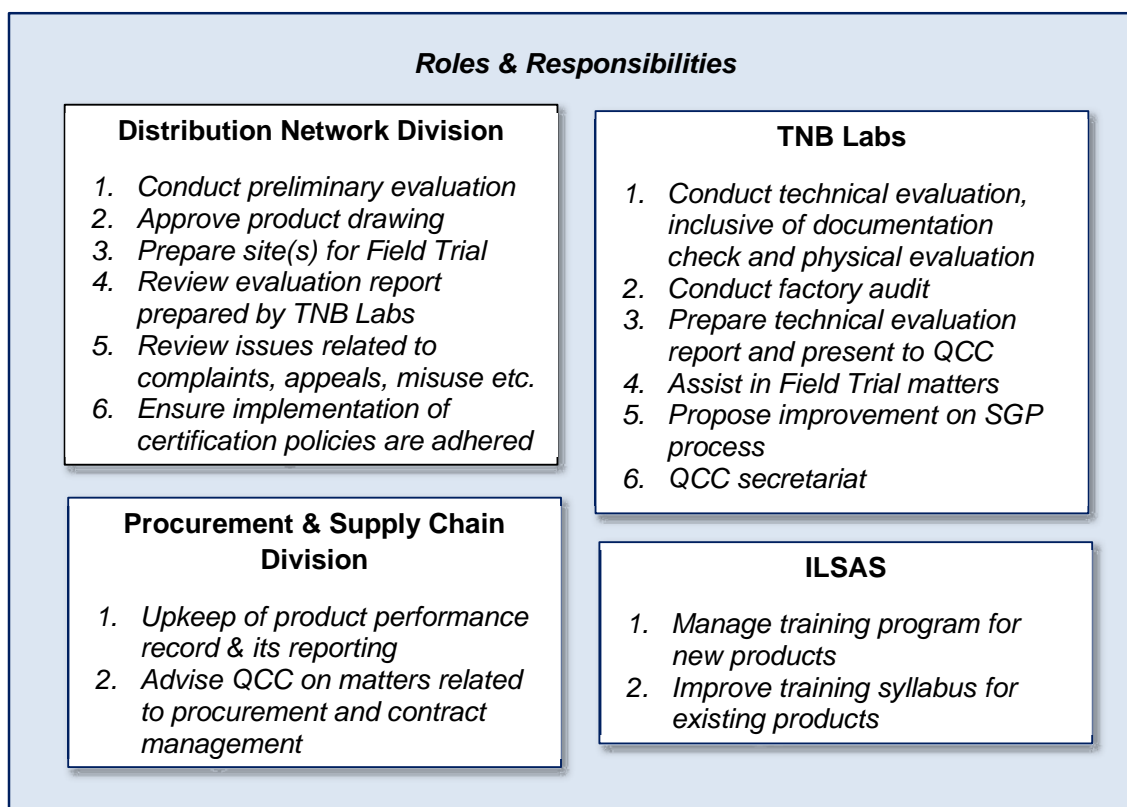 Roles & Responsibilities
Distribution Network Division
1. Conduct preliminary evaluation
2. Approve product drawing
3. Prepare site(s) for Field Trial
4. Review evaluation report
prepared by TNB Labs
5. Review issues related to
complaints, appeals, misuse etc.
6. Ensure implementation of
certification policies are adhered
TNB Labs
1. Conduct technical evaluation,
inclusive of documentation
check and physical evaluation
2. Conduct factory audit
3. Prepare technical evaluation
report and present to QCC
4. Assist in Field Trial matters
5. Propose improvement on SGP
process
6. QCC secretariat
Procurement & Supply Chain
Division
1. Upkeep of product performance
record & its reporting
2. Advise QCC on matters related
to procurement and contract
management
ILSAS
1. Manage training program for
new products
2. Improve training syllabus for
existing products